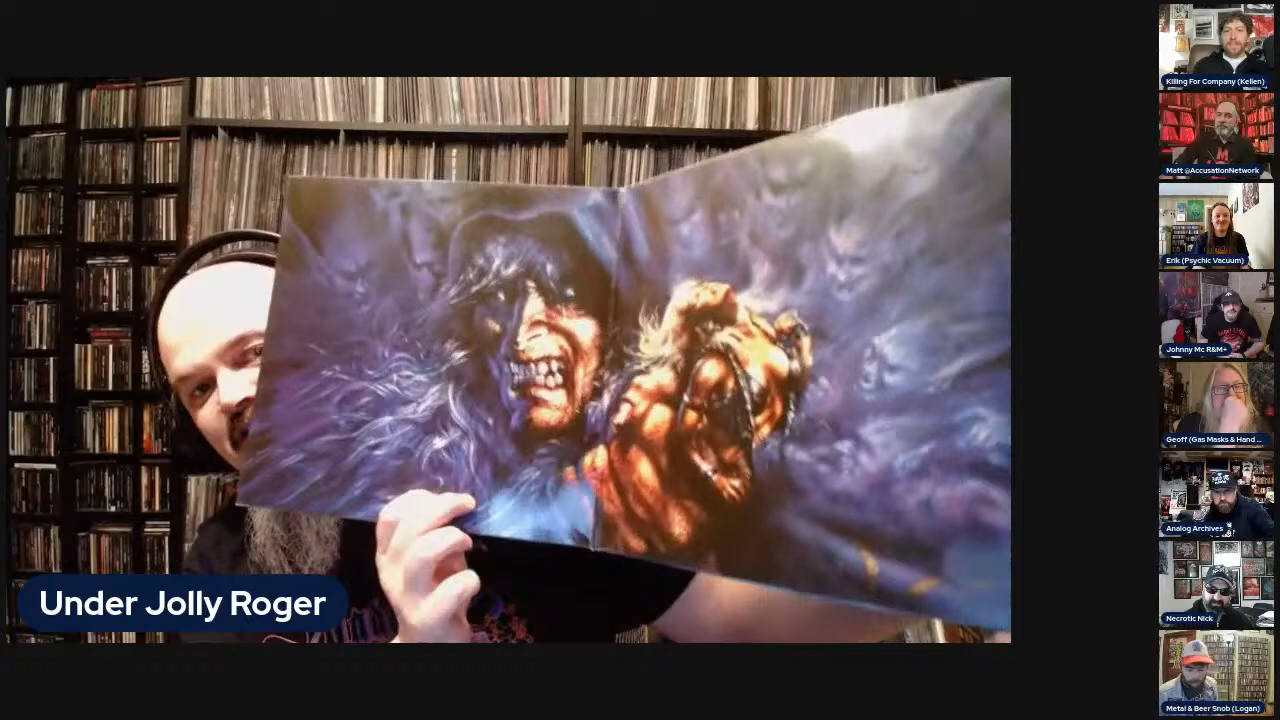 Under Jolly Roger
Killing For Company (Kellen)
Matt @AccusationNetwork
Erik (Psychic Vacuum)
Johnny Mc R&M+
Geoff (Gas Masks & Hand ...
Analog Archives
Necrotic Nick
Metal & Beer Snob (Logan)